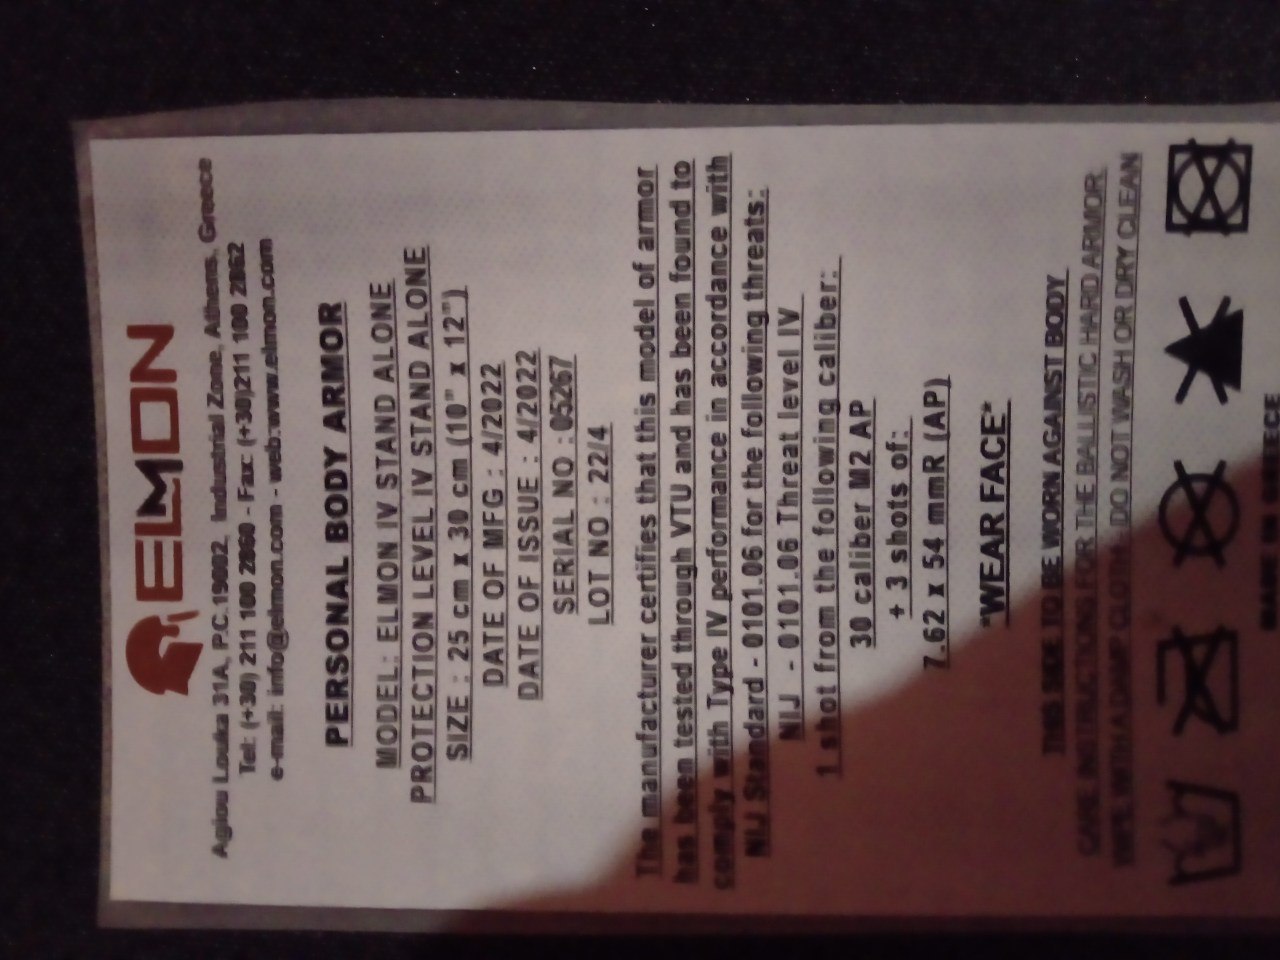 ELMON
Agiou Louka 31A, P.C. 19002, Industrial Zone, Athens, Greece
Tel: (+30) 211 100 2860 - Fax: (+30)211 100 2862
e-mail: info@elmon.com - web:www.elmon.com
PERSONAL BODY ARMOR
MODEL: ELMON IV STAND ALONE
PROTECTION LEVEL IV STAND ALONE
SIZE : 25 cm x 30 cm (10" x 12")
DATE OF MFG : 4/2022
DATE OF ISSUE : 4/2022
SERIAL NO : 05267
LOT NO : 22/4
The manufacturer certifies that this model of armor
has been tested through VTU and has been found to
comply with Type IV performance in accordance with
NIJ Standard - 0101.06 for the following threats:
NIJ - 0101.06 Threat level IV
1 shot from the following caliber:
30 caliber M2 AP
+ 3 shots of:
7.62 x 54 mmR (AP)
*WEAR FACE*
THIS SIDE TO BE WORN AGAINST BODY
CARE INSTRUCTIONS FOR THE BALLISTIC HARD ARMOR:
WIPE WITH A DAMP CLOTH. DO NOT WASH OR DRY CLEAN
MADE IN GREECE